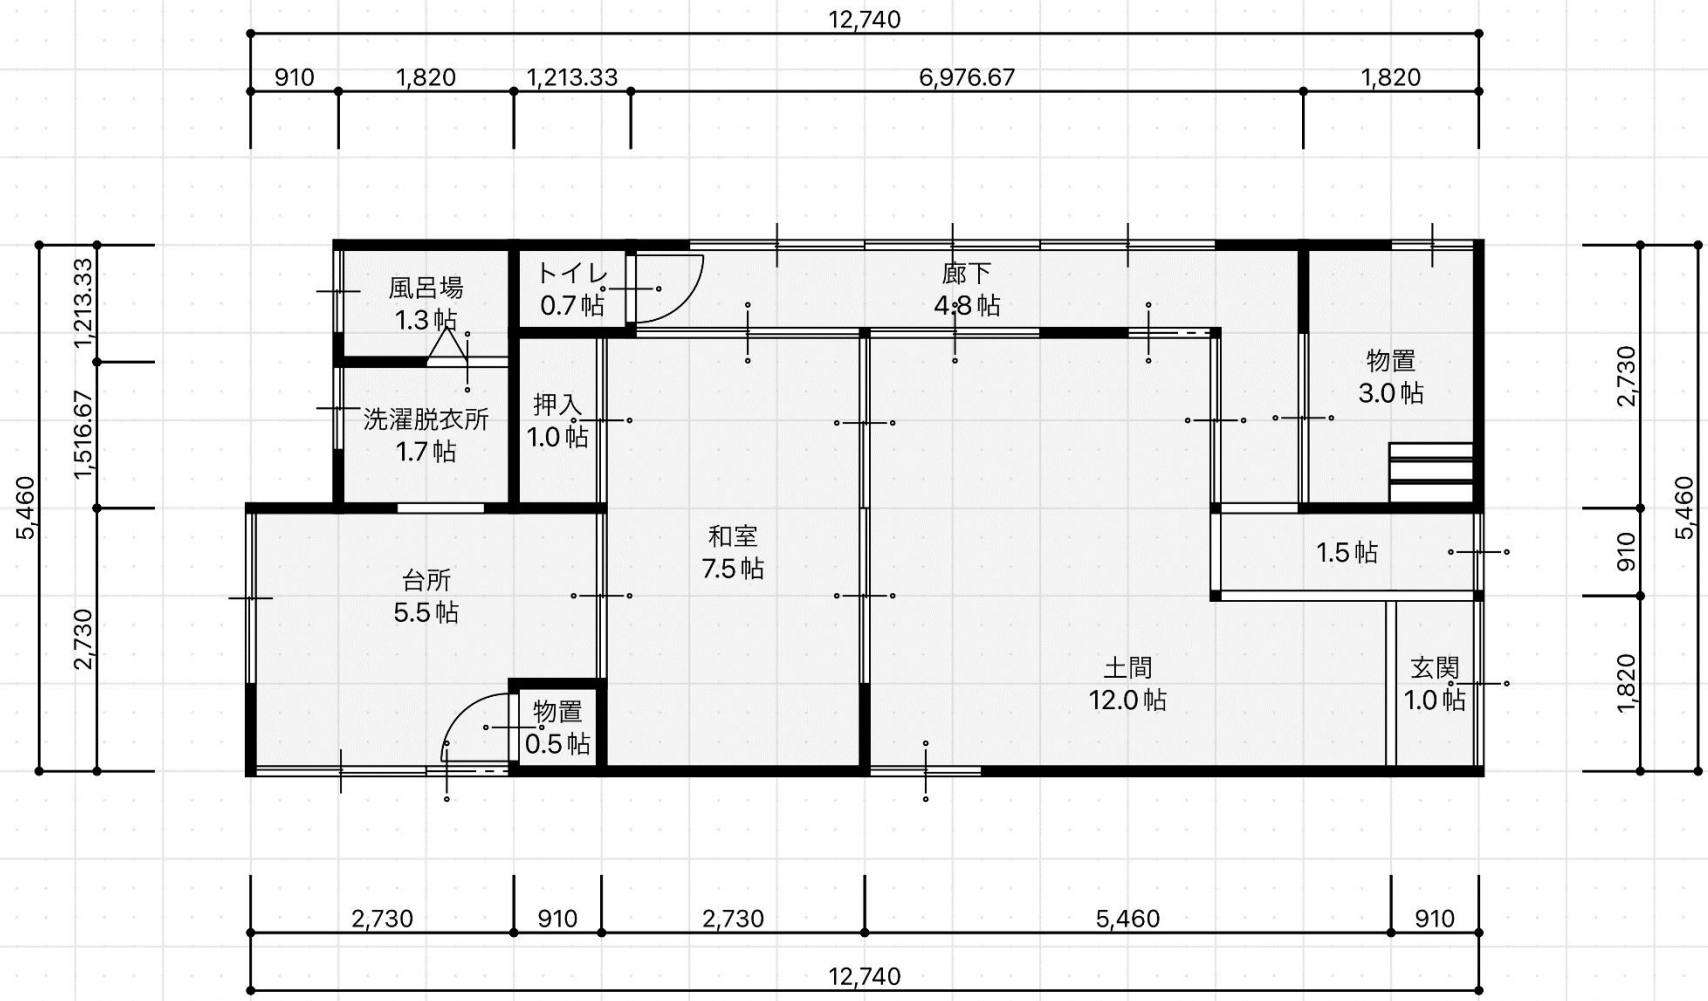 12,740
910
1,820
1,213.33
6,976.67
1,820
風呂場
1.3 帖
トイレ
0.7 帖
廊下
4.8 帖
物置
3.0 帖
洗濯脱衣所
1.7 帖
押入
1.0 帖
和室
7.5 帖
1.5 帖
台所
5.5 帖
物置
0.5 帖
土間
12.0 帖
玄関
1.0 帖
5,460
1,213.33
1,516.67
2,730
2,730
910
1,820
5,460
2,730
910
2,730
5,460
910
12,740